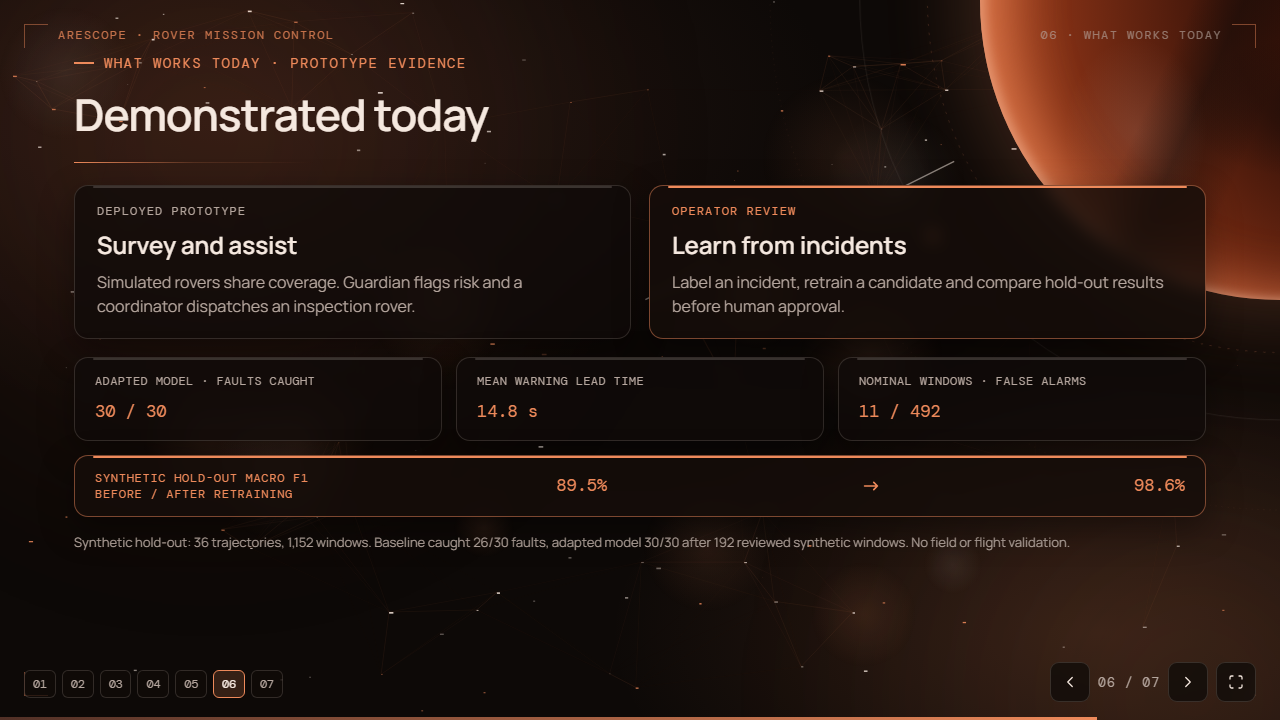 ARESCOPE · ROVER MISSION CONTROL
06 · WHAT WORKS TODAY
WHAT WORKS TODAY · PROTOTYPE EVIDENCE
Demonstrated today
DEPLOYED PROTOTYPE
Survey and assist
Simulated rovers share coverage. Guardian flags risk and a
coordinator dispatches an inspection rover.
OPERATOR REVIEW
Learn from incidents
Label an incident, retrain a candidate and compare hold-out results
before human approval.
ADAPTED MODEL · FAULTS CAUGHT
30 / 30
MEAN WARNING LEAD TIME
14.8 s
NOMINAL WINDOWS · FALSE ALARMS
11 / 492
SYNTHETIC HOLD-OUT MACRO F1
BEFORE / AFTER RETRAINING
89.5% → 98.6%
Synthetic hold-out: 36 trajectories, 1,152 windows. Baseline caught 26/30 faults, adapted model 30/30 after 192 reviewed synthetic windows. No field or flight validation.
01 02 03 04 05 06 07
06 / 07